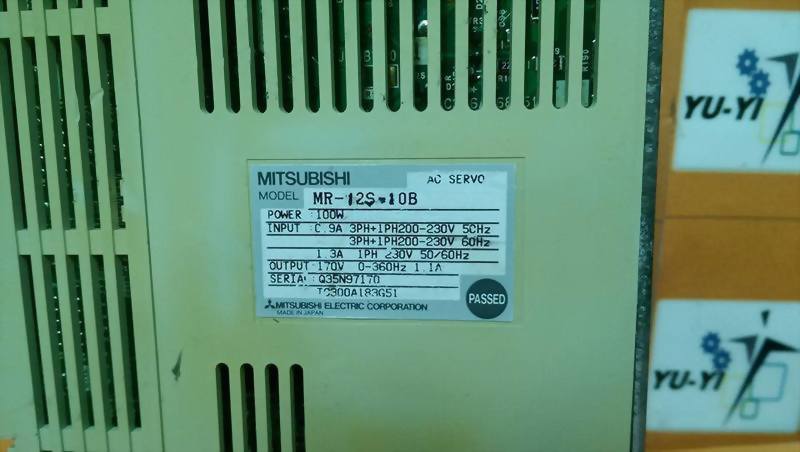 MITSUBISHI
AC SERVO
MODEL MR-12S-10B
POWER :100W
INPUT :0.9A 3PH+1PH200-230V 50Hz
3PH+1PH200-230V 60Hz
1.3A 1PH 230V 50/60Hz
OUTPUT:170V 0-360Hz 1.1A
SERIAL Q35N97170
TC300A183G51
PASSED
MITSUBISHI ELECTRIC CORPORATION
MADE IN JAPAN
YU-YI
YU-YI
R190